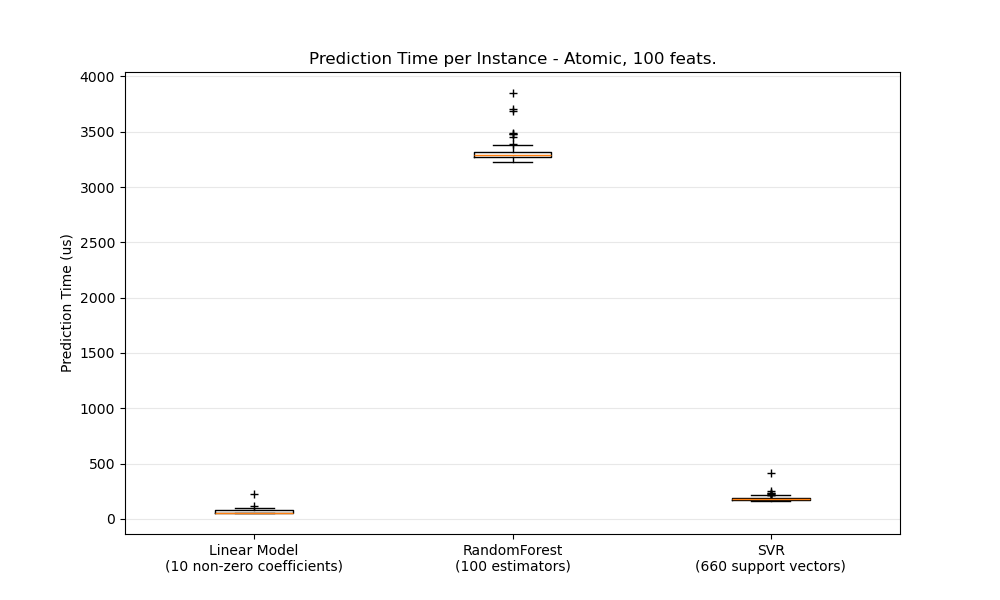 Prediction Time per Instance - Atomic, 100 feats.
Prediction Time (us)
4000
3500
3000
2500
2000
1500
1000
500
0
Linear Model
(10 non-zero coefficients)
RandomForest
(100 estimators)
SVR
(660 support vectors)